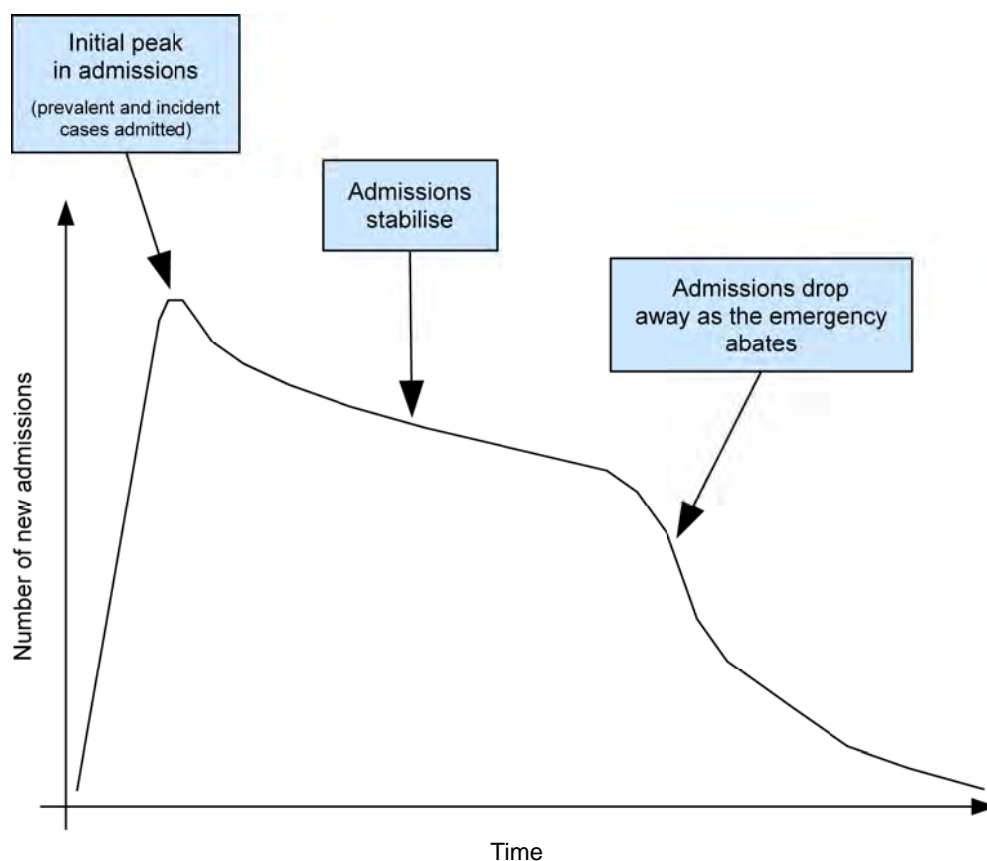 Initial peak
in admissions
(prevalent and incident
cases admitted)
Admissions
stabilise
Admissions drop
away as the emergency
abates
Number of new admissions
Time